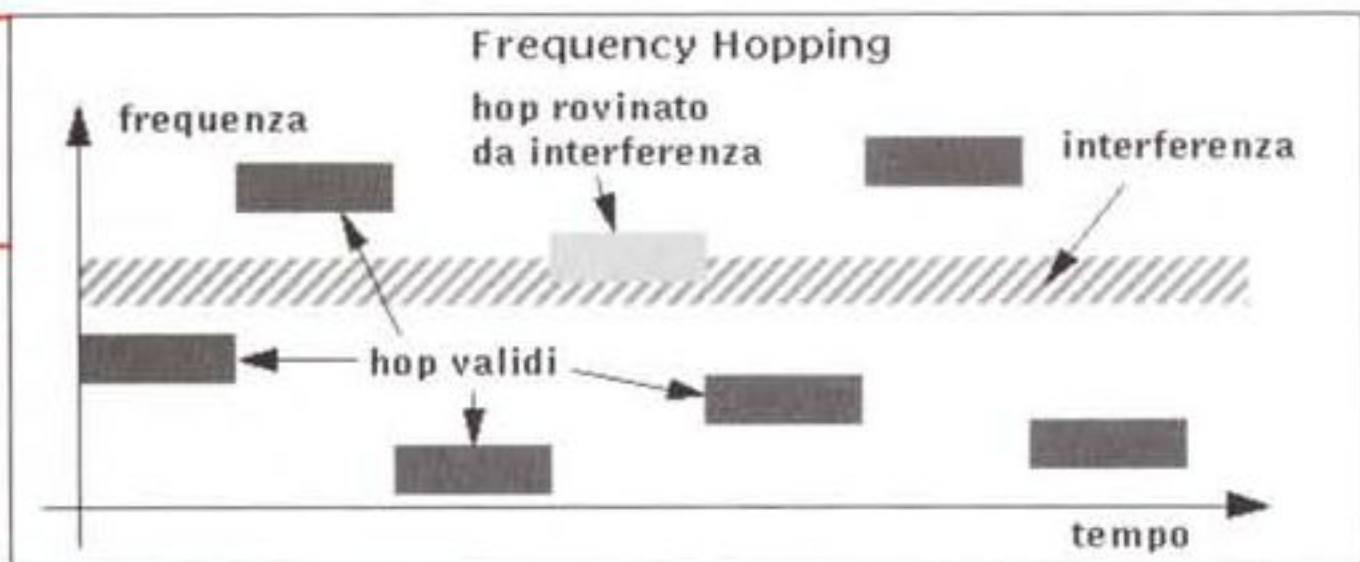 Frequency Hopping
frequenza
hop rovinato
da interferenza
interferenza
hop validi
tempo